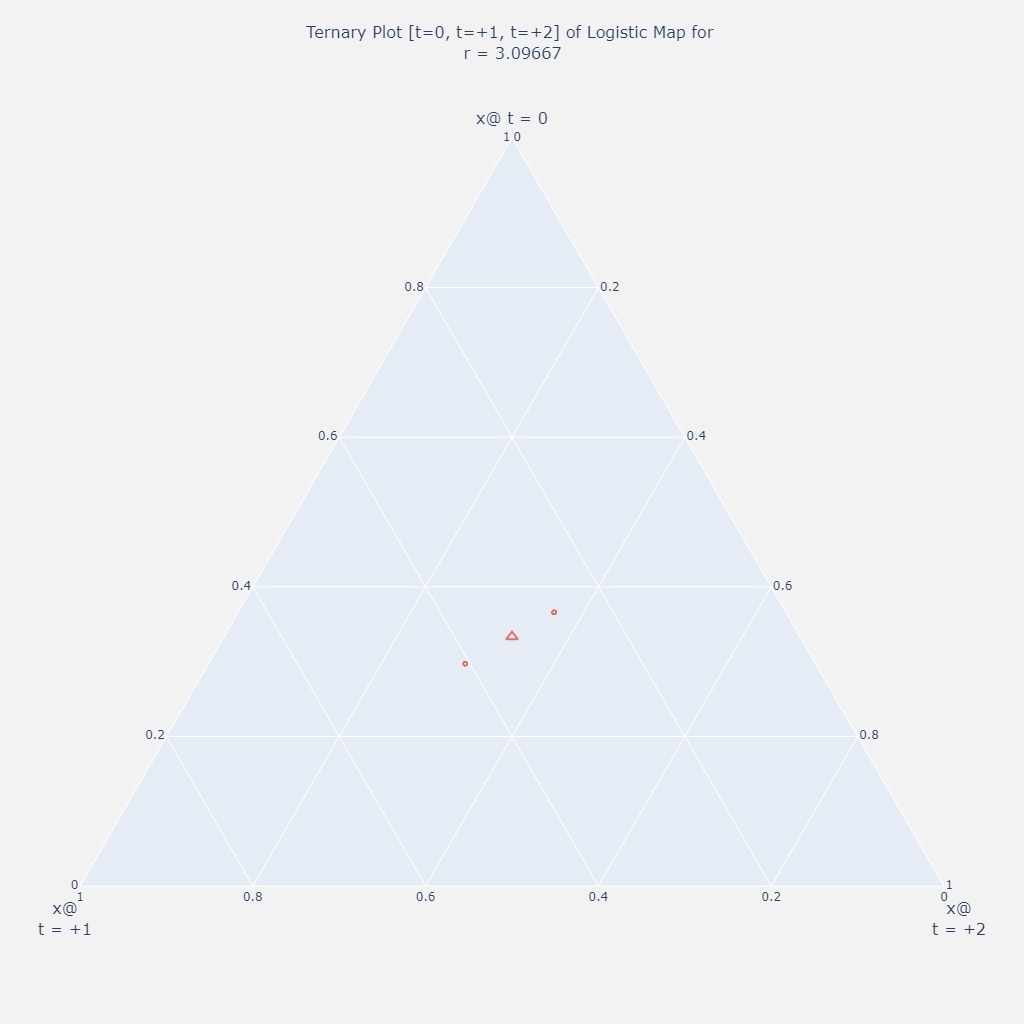 Ternary Plot [t=0, t=+1, t=+2] of Logistic Map for
r = 3.09667
x@ t = 0
1 0
0.8 0.2
0.6 0.4
0.4 0.6
0.2 0.8
0 1
1 0.8 0.6 0.4 0.2 0
x@ x@
t = +1 t = +2